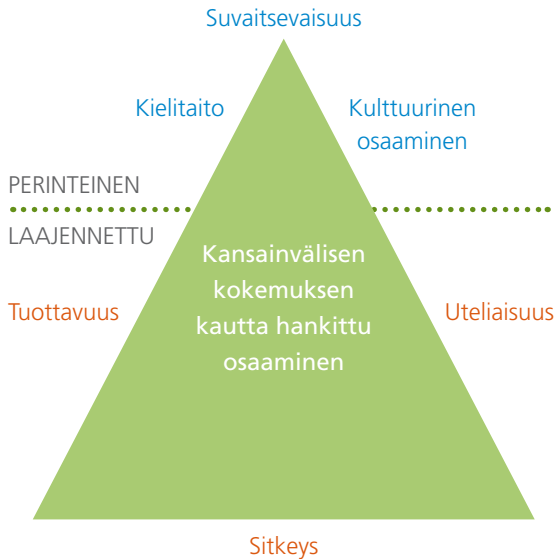 Suvaitsevaisuus
Kielitaito
Kulttuurinen
osaaminen
PERINTEINEN
LAAJENNETTU
Kansainvälisen
kokemuksen
kautta hankittu
osaaminen
Tuottavuus
Uteliaisuus
Sitkeys